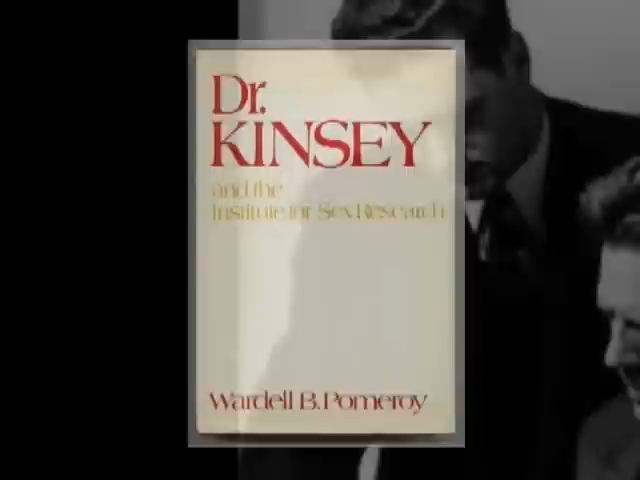 Dr.
KINSEY
and the
Institute for Sex Research
Wardell B. Pomeroy